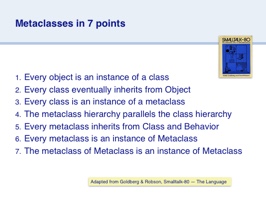 Metaclasses in 7 points
SMALLTALK-80
1. Every object is an instance of a class
2. Every class eventually inherits from Object
3. Every class is an instance of a metaclass
4. The metaclass hierarchy parallels the class hierarchy
5. Every metaclass inherits from Class and Behavior
6. Every metaclass is an instance of Metaclass
7. The metaclass of Metaclass is an instance of Metaclass
Adapted from Goldberg & Robson, Smalltalk-80 — The Language